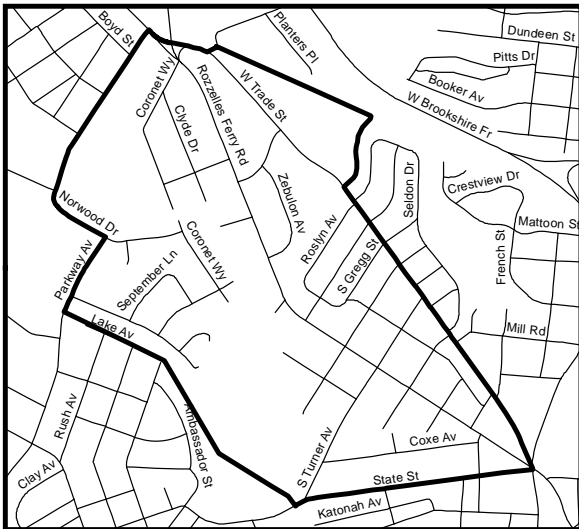 Boyd St
Planters Pl
Dundeen St
Pitts Dr
Coronet Wy
Rozzelles Ferry Rd
W Trade St
Booker Av
W Brookshire Fr
Clyde Dr
Zebulon Av
Seldon Dr
Crestview Dr
Norwood Dr
Roslyn Av
Mattoon St
Parkway Av
Coronet Wy
September Ln
S Gregg St
French St
Lake Av
Mill Rd
Rush Av
Ambassador St
S Turner Av
Coxe Av
Clay Av
State St
Katonah Av